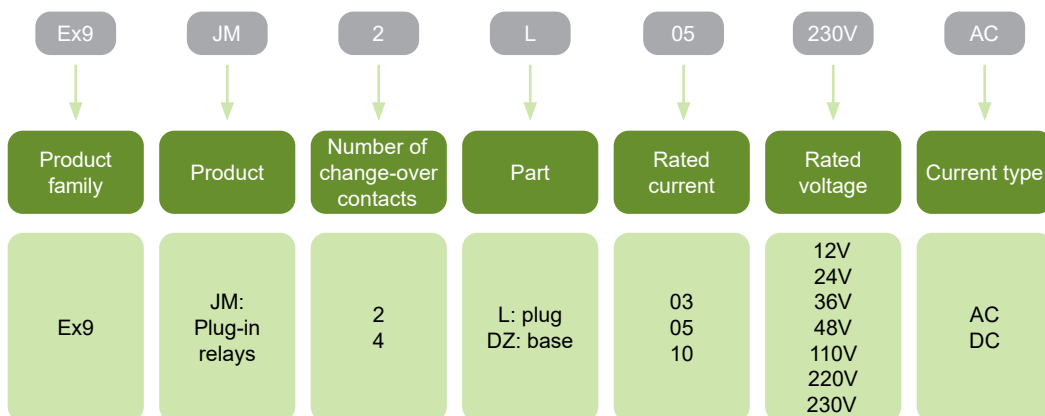 Ex9
JM
2
L
05
230V
AC
Product
family
Product
Number of
change-over
contacts
Part
Rated
current
Rated
voltage
Current type
Ex9
JM:
Plug-in
relays
2
4
L: plug
DZ: base
03
05
10
12V
24V
36V
48V
110V
220V
230V
AC
DC